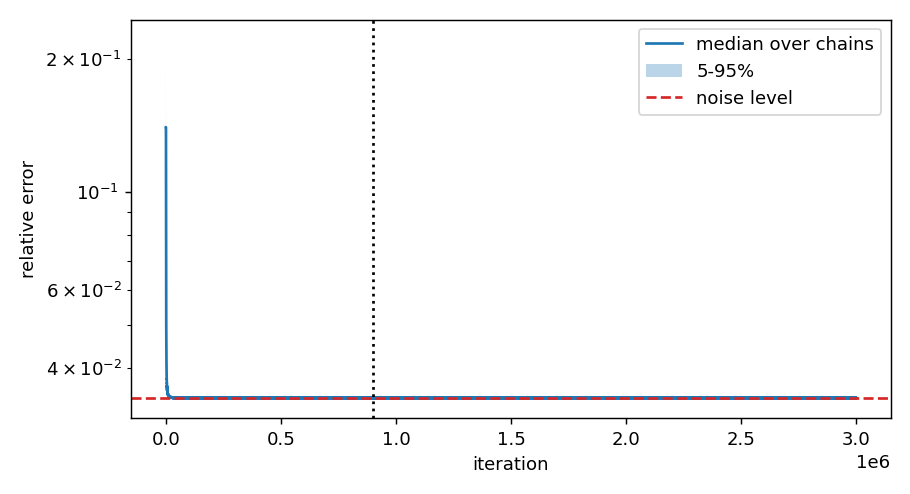 2 × 10⁻¹
10⁻¹
6 × 10⁻²
4 × 10⁻²
relative error
median over chains
5-95%
noise level
0.0 0.5 1.0 1.5 2.0 2.5 3.0
1e6
iteration